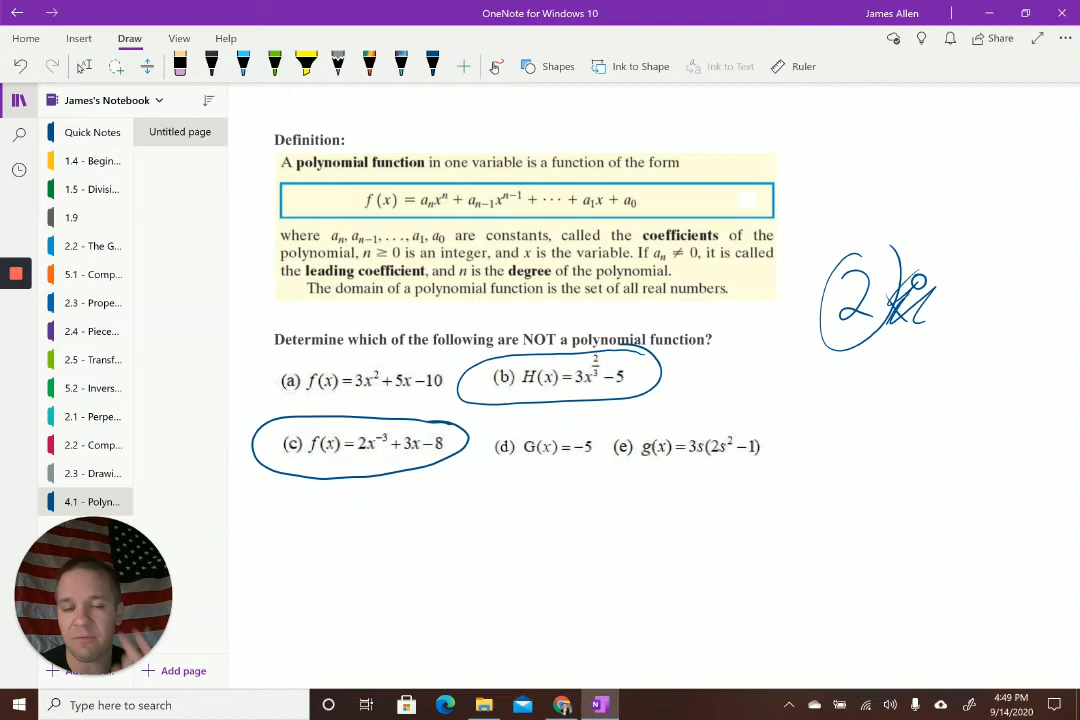 OneNote for Windows 10
James Allen
Home Insert Draw View Help
Share
Shapes Ink to Shape Ink to Text Ruler
James's Notebook
Quick Notes
1.4 - Begin...
1.5 - Divisi...
1.9
2.2 - The G...
5.1 - Comp...
2.3 - Prope...
2.4 - Piece...
2.5 - Transf...
5.2 - Invers...
2.1 - Perpe...
2.2 - Comp...
2.3 - Drawi...
4.1 - Polyn...
Untitled page
Add page
Definition:
A polynomial function in one variable is a function of the form
f(x) = aₙxⁿ + aₙ₋₁xⁿ⁻¹ + ··· + a₁x + a₀
where aₙ, aₙ₋₁, . . . , a₁, a₀ are constants, called the coefficients of the
polynomial, n ≥ 0 is an integer, and x is the variable. If aₙ ≠ 0, it is called
the leading coefficient, and n is the degree of the polynomial.
The domain of a polynomial function is the set of all real numbers.
Determine which of the following are NOT a polynomial function?
(a) f(x) = 3x² + 5x − 10 (b) H(x) = 3x^(2/3) − 5
(c) f(x) = 2x⁻³ + 3x − 8 (d) G(x) = −5 (e) g(x) = 3s(2s² − 1)
2
Type here to search
4:49 PM
9/14/2020